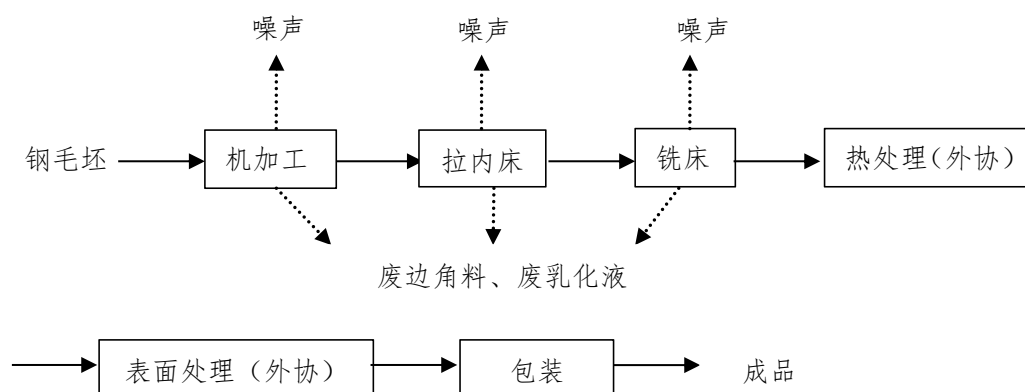 噪声 噪声 噪声
钢毛坯 机加工 拉内床 铣床 热处理(外协)
废边角料、废乳化液
表面处理（外协） 包装 成品